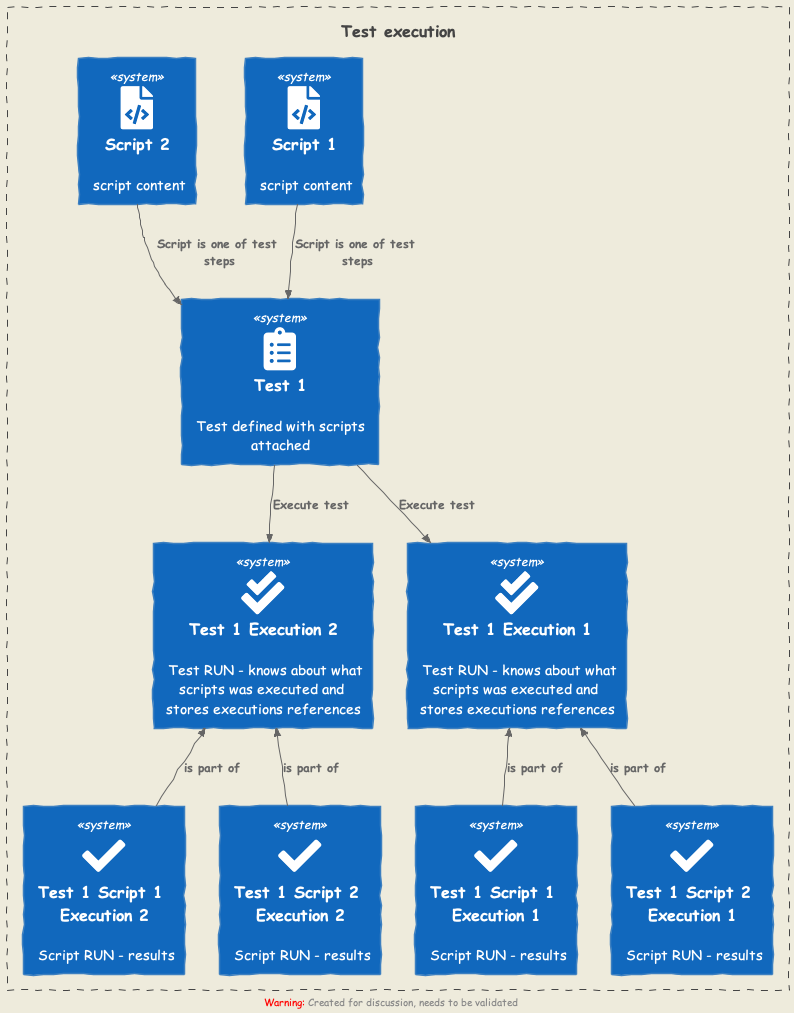 Test execution
«system»
Script 2
script content
«system»
Script 1
script content
Script is one of test
steps
Script is one of test
steps
«system»
Test 1
Test defined with scripts
attached
Execute test
Execute test
«system»
Test 1 Execution 2
Test RUN - knows about what
scripts was executed and
stores executions references
«system»
Test 1 Execution 1
Test RUN - knows about what
scripts was executed and
stores executions references
is part of
is part of
is part of
is part of
«system»
Test 1 Script 1
Execution 2
Script RUN - results
«system»
Test 1 Script 2
Execution 2
Script RUN - results
«system»
Test 1 Script 1
Execution 1
Script RUN - results
«system»
Test 1 Script 2
Execution 1
Script RUN - results
Warning: Created for discussion, needs to be validated